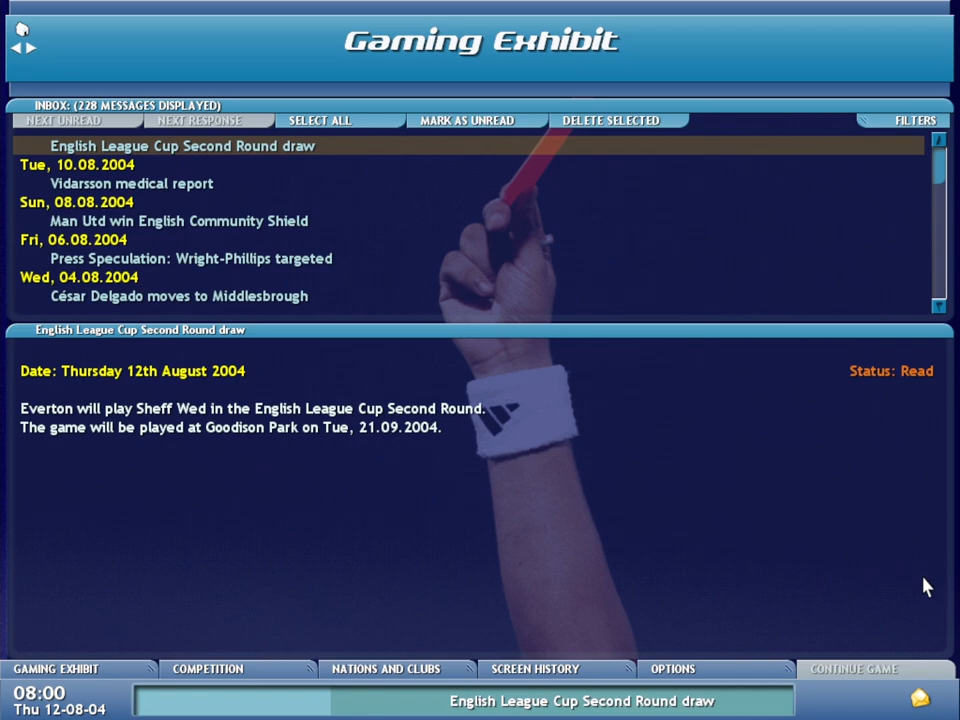 Gaming Exhibit
INBOX: (228 MESSAGES DISPLAYED)
NEXT UNREAD NEXT RESPONSE SELECT ALL MARK AS UNREAD DELETE SELECTED FILTERS
English League Cup Second Round draw
Tue, 10.08.2004
Vidarsson medical report
Sun, 08.08.2004
Man Utd win English Community Shield
Fri, 06.08.2004
Press Speculation: Wright-Phillips targeted
Wed, 04.08.2004
César Delgado moves to Middlesbrough
English League Cup Second Round draw
Date: Thursday 12th August 2004 Status: Read
Everton will play Sheff Wed in the English League Cup Second Round.
The game will be played at Goodison Park on Tue, 21.09.2004.
GAMING EXHIBIT COMPETITION NATIONS AND CLUBS SCREEN HISTORY OPTIONS CONTINUE GAME
08:00
Thu 12-08-04
English League Cup Second Round draw